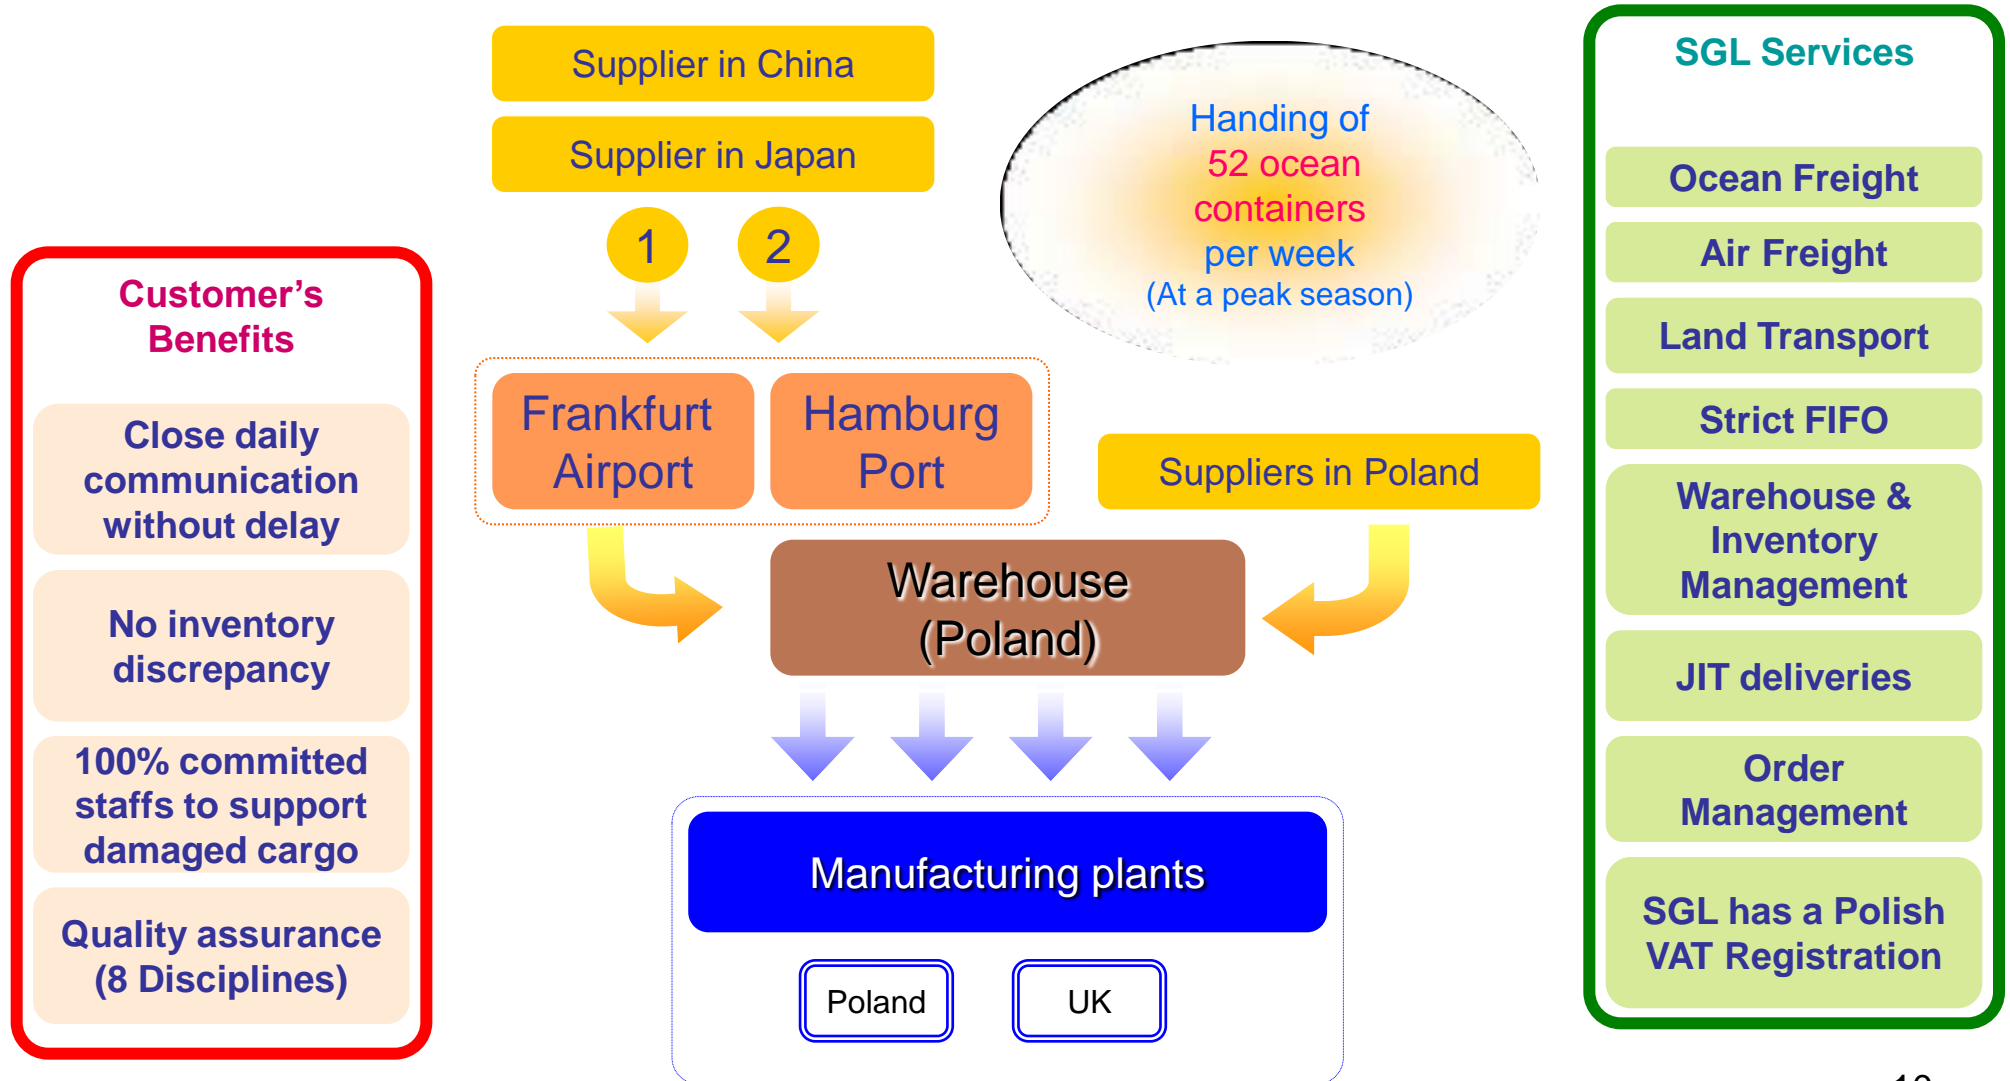 Supplier in China
Supplier in Japan
1 2
Handing of
52 ocean
containers
per week
(At a peak season)
Customer’s
Benefits
Close daily
communication
without delay
No inventory
discrepancy
100% committed
staffs to support
damaged cargo
Quality assurance
(8 Disciplines)
Frankfurt
Airport
Hamburg
Port
Suppliers in Poland
Warehouse
(Poland)
Manufacturing plants
Poland
UK
SGL Services
Ocean Freight
Air Freight
Land Transport
Strict FIFO
Warehouse &
Inventory
Management
JIT deliveries
Order
Management
SGL has a Polish
VAT Registration